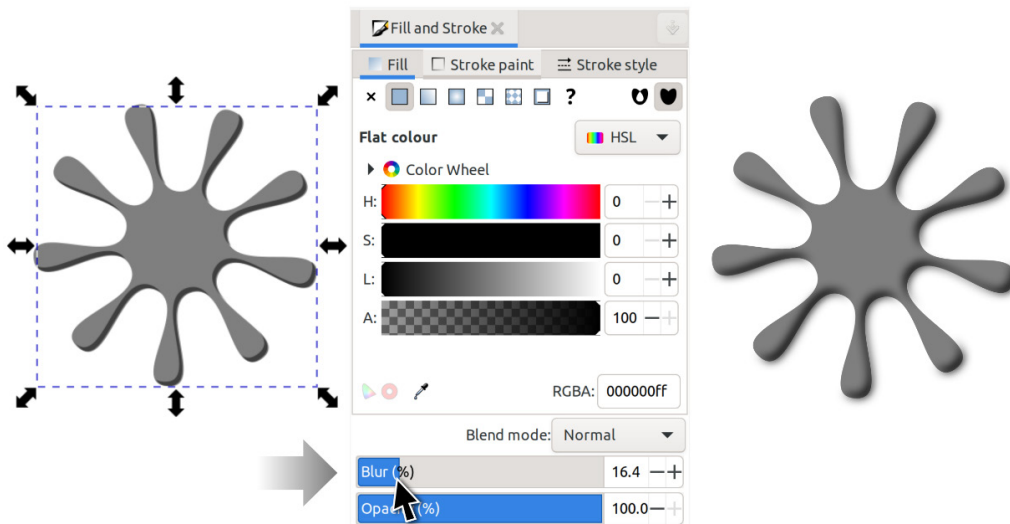 Fill and Stroke
Fill Stroke paint Stroke style
?
Flat colour HSL
Color Wheel
H: 0
S: 0
L: 0
A: 100
RGBA: 000000ff
Blend mode: Normal
Blur (%) 16.4
(%) 100.0